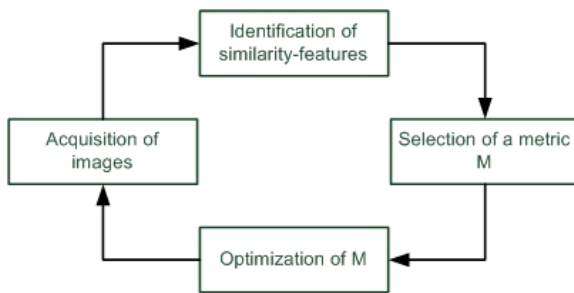 Identification of
similarity-features
Acquisition of
images
Selection of a metric
M
Optimization of M